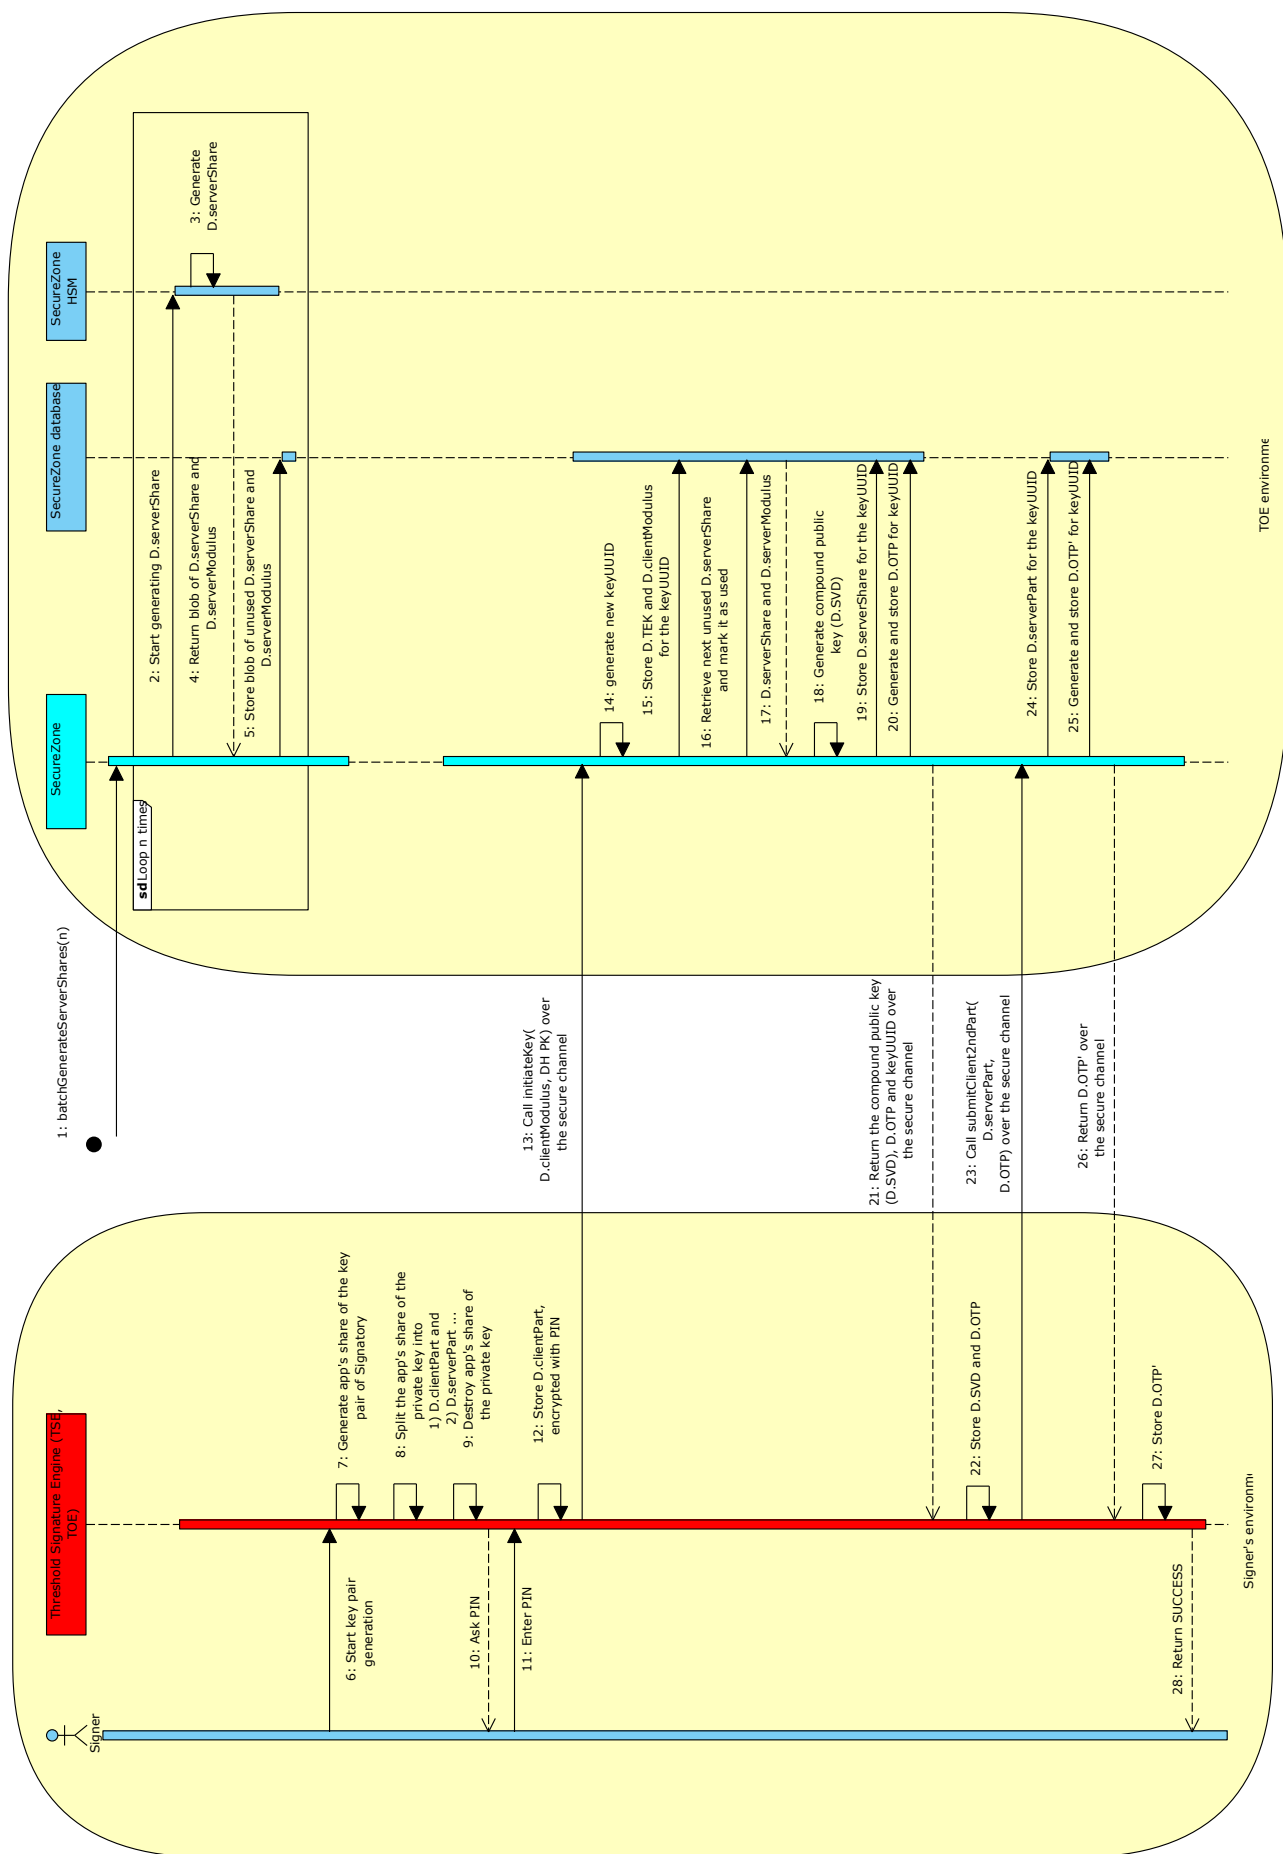 Signer
Threshold Signature Engine (TSE,
TOE)
SecureZone
SecureZone database
SecureZone
HSM
1: batchGenerateServerShares(n)
sd Loop n times
2: Start generating D.serverShare
3: Generate
D.serverShare
4: Return blob of D.serverShare and
D.serverModulus
5: Store blob of unused D.serverShare and
D.serverModulus
6: Start key pair
generation
7: Generate app's share of the key
pair of Signatory
8: Split the app's share of the
private key into
1) D.clientPart and
2) D.serverPart ...
9: Destroy app's share of
the private key
10: Ask PIN
11: Enter PIN
12: Store D.clientPart,
encrypted with PIN
13: Call initiateKey(
D.clientModulus, DH PK) over
the secure channel
14: generate new keyUUID
15: Store D.TEK and D.clientModulus
for the keyUUID
16: Retrieve next unused D.serverShare
and mark it as used
17: D.serverShare and D.serverModulus
18: Generate compound public
key (D.SVD)
19: Store D.serverShare for the keyUUID
20: Generate and store D.OTP for keyUUID
21: Return the compound public key
(D.SVD), D.OTP and keyUUID over
the secure channel
22: Store D.SVD and D.OTP
23: Call submitClient2ndPart(
D.serverPart,
D.OTP) over the secure channel
24: Store D.serverPart for the keyUUID
25: Generate and store D.OTP' for keyUUID
26: Return D.OTP' over
the secure channel
27: Store D.OTP'
28: Return SUCCESS
Signer's environm
TOE environme